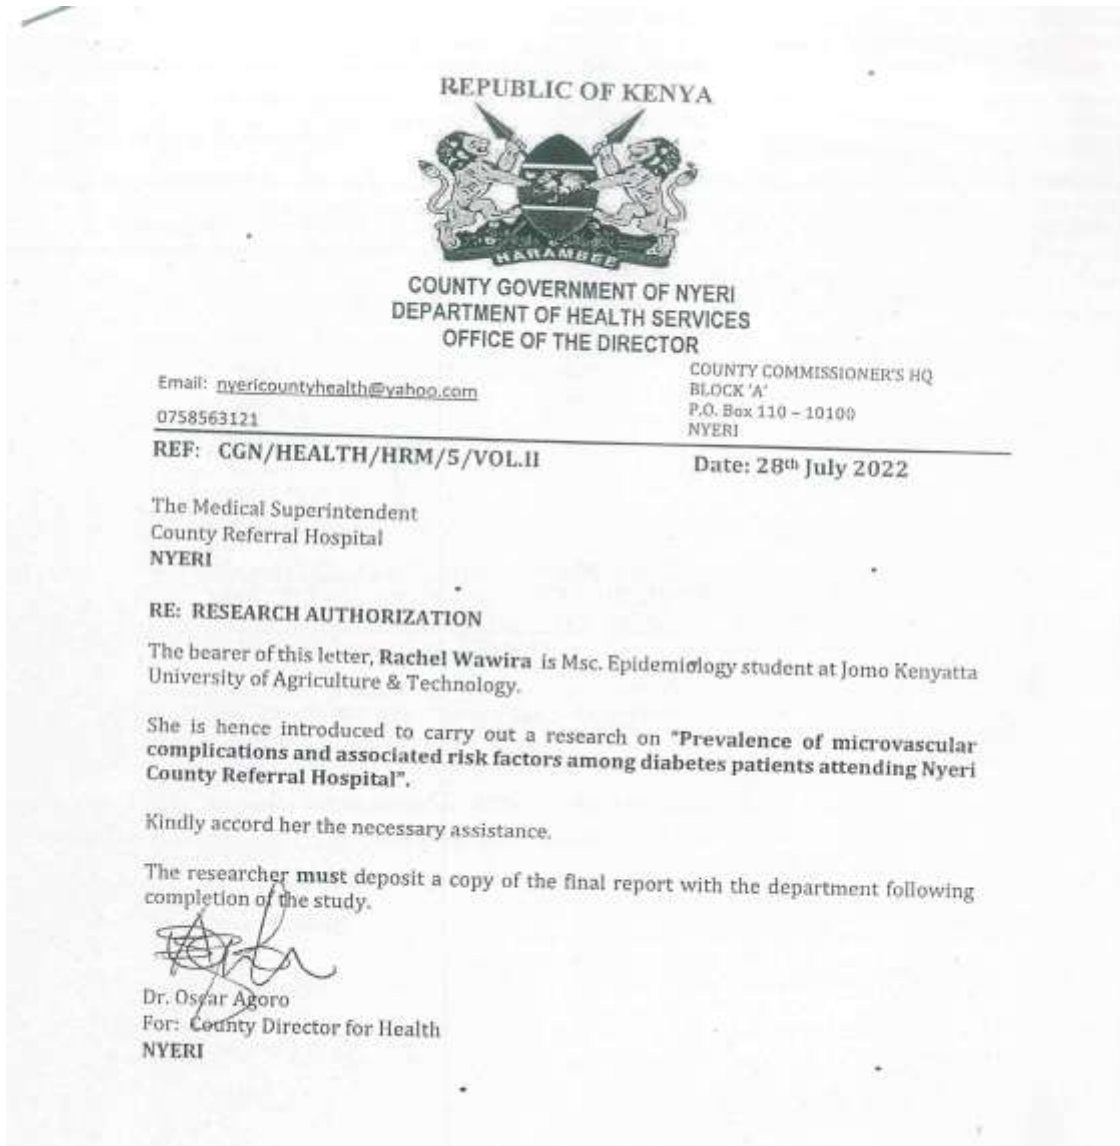 REPUBLIC OF KENYA
HARAMBEE
COUNTY GOVERNMENT OF NYERI
DEPARTMENT OF HEALTH SERVICES
OFFICE OF THE DIRECTOR
Email: nyericountyhealth@yahoo.com
0758563121
COUNTY COMMISSIONER'S HQ
BLOCK 'A'
P.O. Box 110 – 10100
NYERI
REF: CGN/HEALTH/HRM/5/VOL.II
Date: 28th July 2022
The Medical Superintendent
County Referral Hospital
NYERI
RE: RESEARCH AUTHORIZATION
The bearer of this letter, Rachel Wawira is Msc. Epidemiology student at Jomo Kenyatta
University of Agriculture & Technology.
She is hence introduced to carry out a research on "Prevalence of microvascular
complications and associated risk factors among diabetes patients attending Nyeri
County Referral Hospital".
Kindly accord her the necessary assistance.
The researcher must deposit a copy of the final report with the department following
completion of the study.
Dr. Oscar Agoro
For: County Director for Health
NYERI